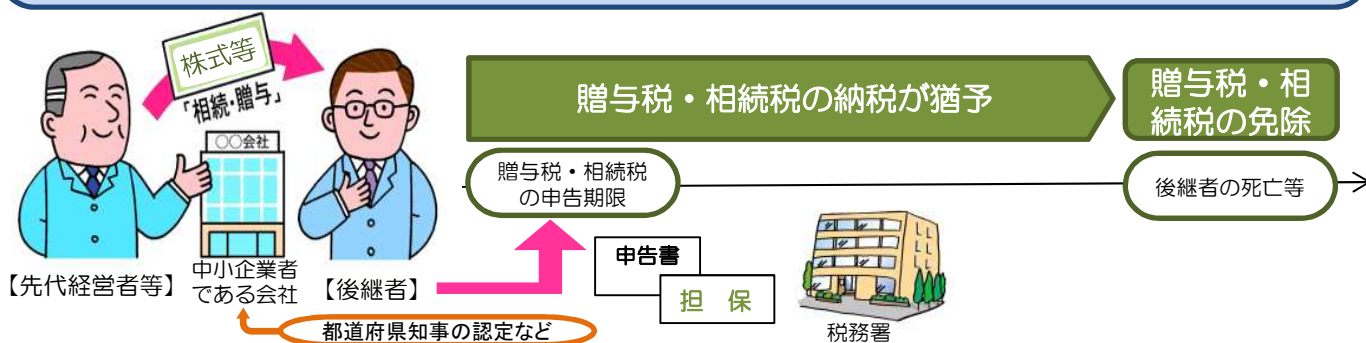 株式等
「相続・贈与」
〇〇会社
【先代経営者等】
中小企業者
である会社
【後継者】
都道府県知事の認定など
贈与税・相続税の納税が猶予
贈与税・相
続税の免除
贈与税・相続税
の申告期限
後継者の死亡等
申告書
担 保
税務署